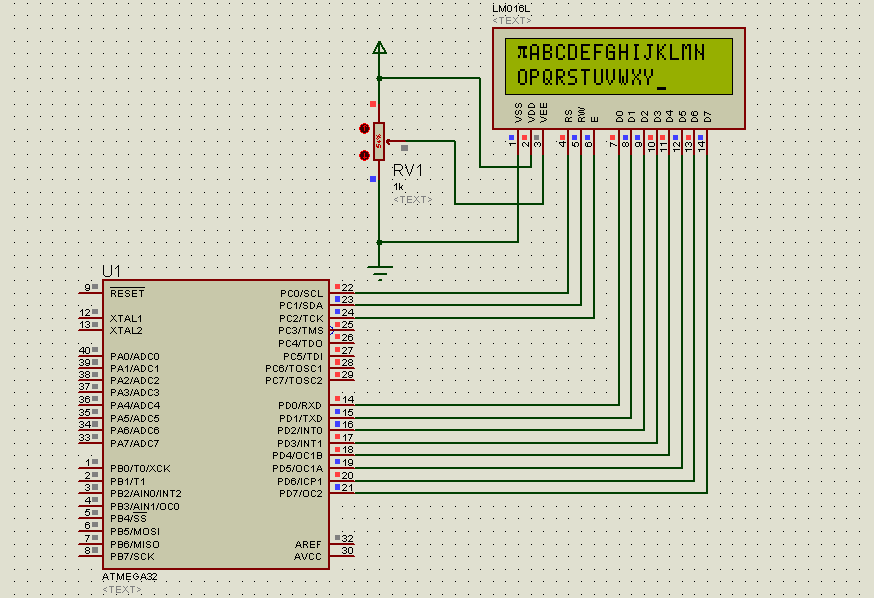 LM016L
<TEXT>
πABCDEFGHIJKLMN
OPQRSTUVWXY_
VSS VDD VEE RS RW E D0 D1 D2 D3 D4 D5 D6 D7
1 2 3 4 5 6 7 8 9 10 11 12 13 14
RV1
1k
<TEXT>
U1
9 RESET PC0/SCL 22
PC1/SDA 23
12 XTAL1 PC2/TCK 24
13 XTAL2 PC3/TMS 25
PC4/TDO 26
40 PA0/ADC0 PC5/TDI 27
39 PA1/ADC1 PC6/TOSC1 28
38 PA2/ADC2 PC7/TOSC2 29
37 PA3/ADC3
36 PA4/ADC4 PD0/RXD 14
35 PA5/ADC5 PD1/TXD 15
34 PA6/ADC6 PD2/INT0 16
33 PA7/ADC7 PD3/INT1 17
PD4/OC1B 18
1 PB0/T0/XCK PD5/OC1A 19
2 PB1/T1 PD6/ICP1 20
3 PB2/AIN0/INT2 PD7/OC2 21
4 PB3/AIN1/OC0
5 PB4/SS
6 PB5/MOSI
7 PB6/MISO AREF 32
8 PB7/SCK AVCC 30
ATMEGA32
<TEXT>